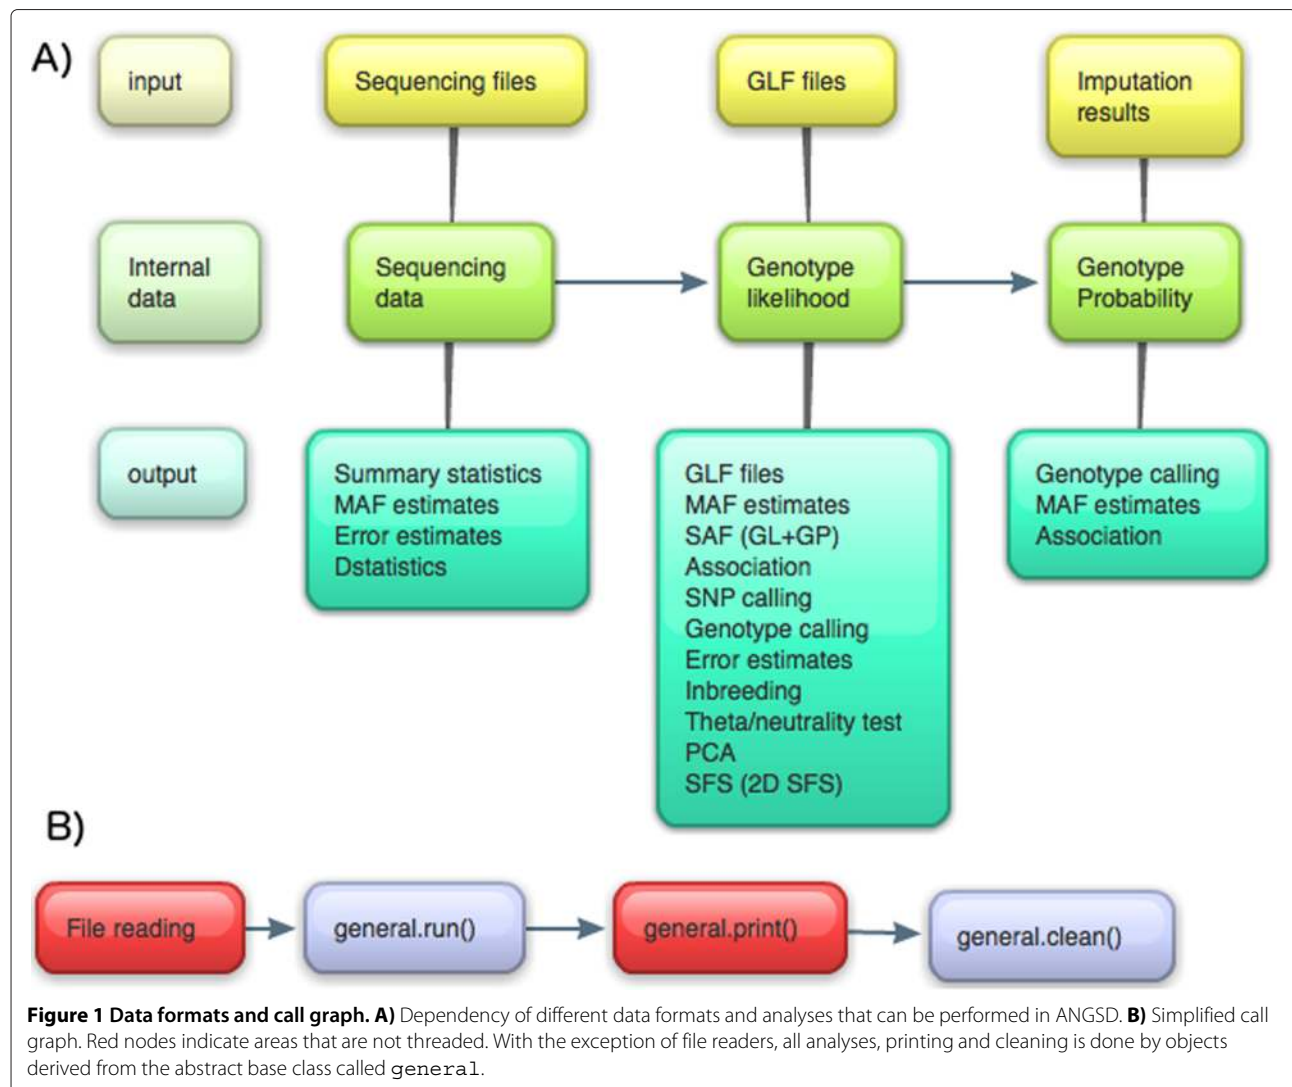 A)
input
Sequencing files
GLF files
Imputation
results
Internal
data
Sequencing
data
Genotype
likelihood
Genotype
Probability
output
Summary statistics
MAF estimates
Error estimates
Dstatistics
GLF files
MAF estimates
SAF (GL+GP)
Association
SNP calling
Genotype calling
Error estimates
Inbreeding
Theta/neutrality test
PCA
SFS (2D SFS)
Genotype calling
MAF estimates
Association
B)
File reading
general.run()
general.print()
general.clean()
Figure 1 Data formats and call graph. A) Dependency of different data formats and analyses that can be performed in ANGSD. B) Simplified call
graph. Red nodes indicate areas that are not threaded. With the exception of file readers, all analyses, printing and cleaning is done by objects
derived from the abstract base class called general.